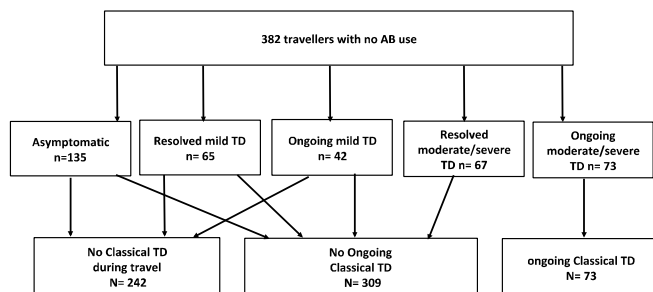 382 travellers with no AB use
Asymptomatic
n=135
Resolved mild TD
n= 65
Ongoing mild TD
n= 42
Resolved
moderate/severe
TD n= 67
Ongoing
moderate/severe
TD n= 73
No Classical TD
during travel
N= 242
No Ongoing
Classical TD
N= 309
ongoing Classical TD
N= 73